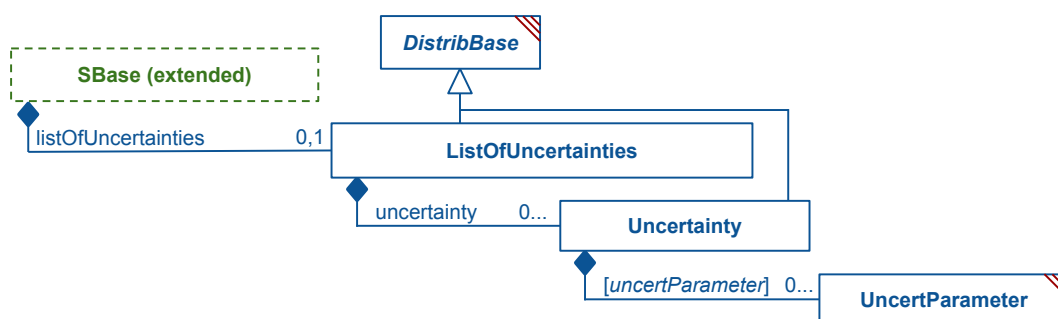 DistribBase
SBase (extended)
listOfUncertainties 0,1
ListOfUncertainties
uncertainty 0...
Uncertainty
[uncertParameter] 0...
UncertParameter